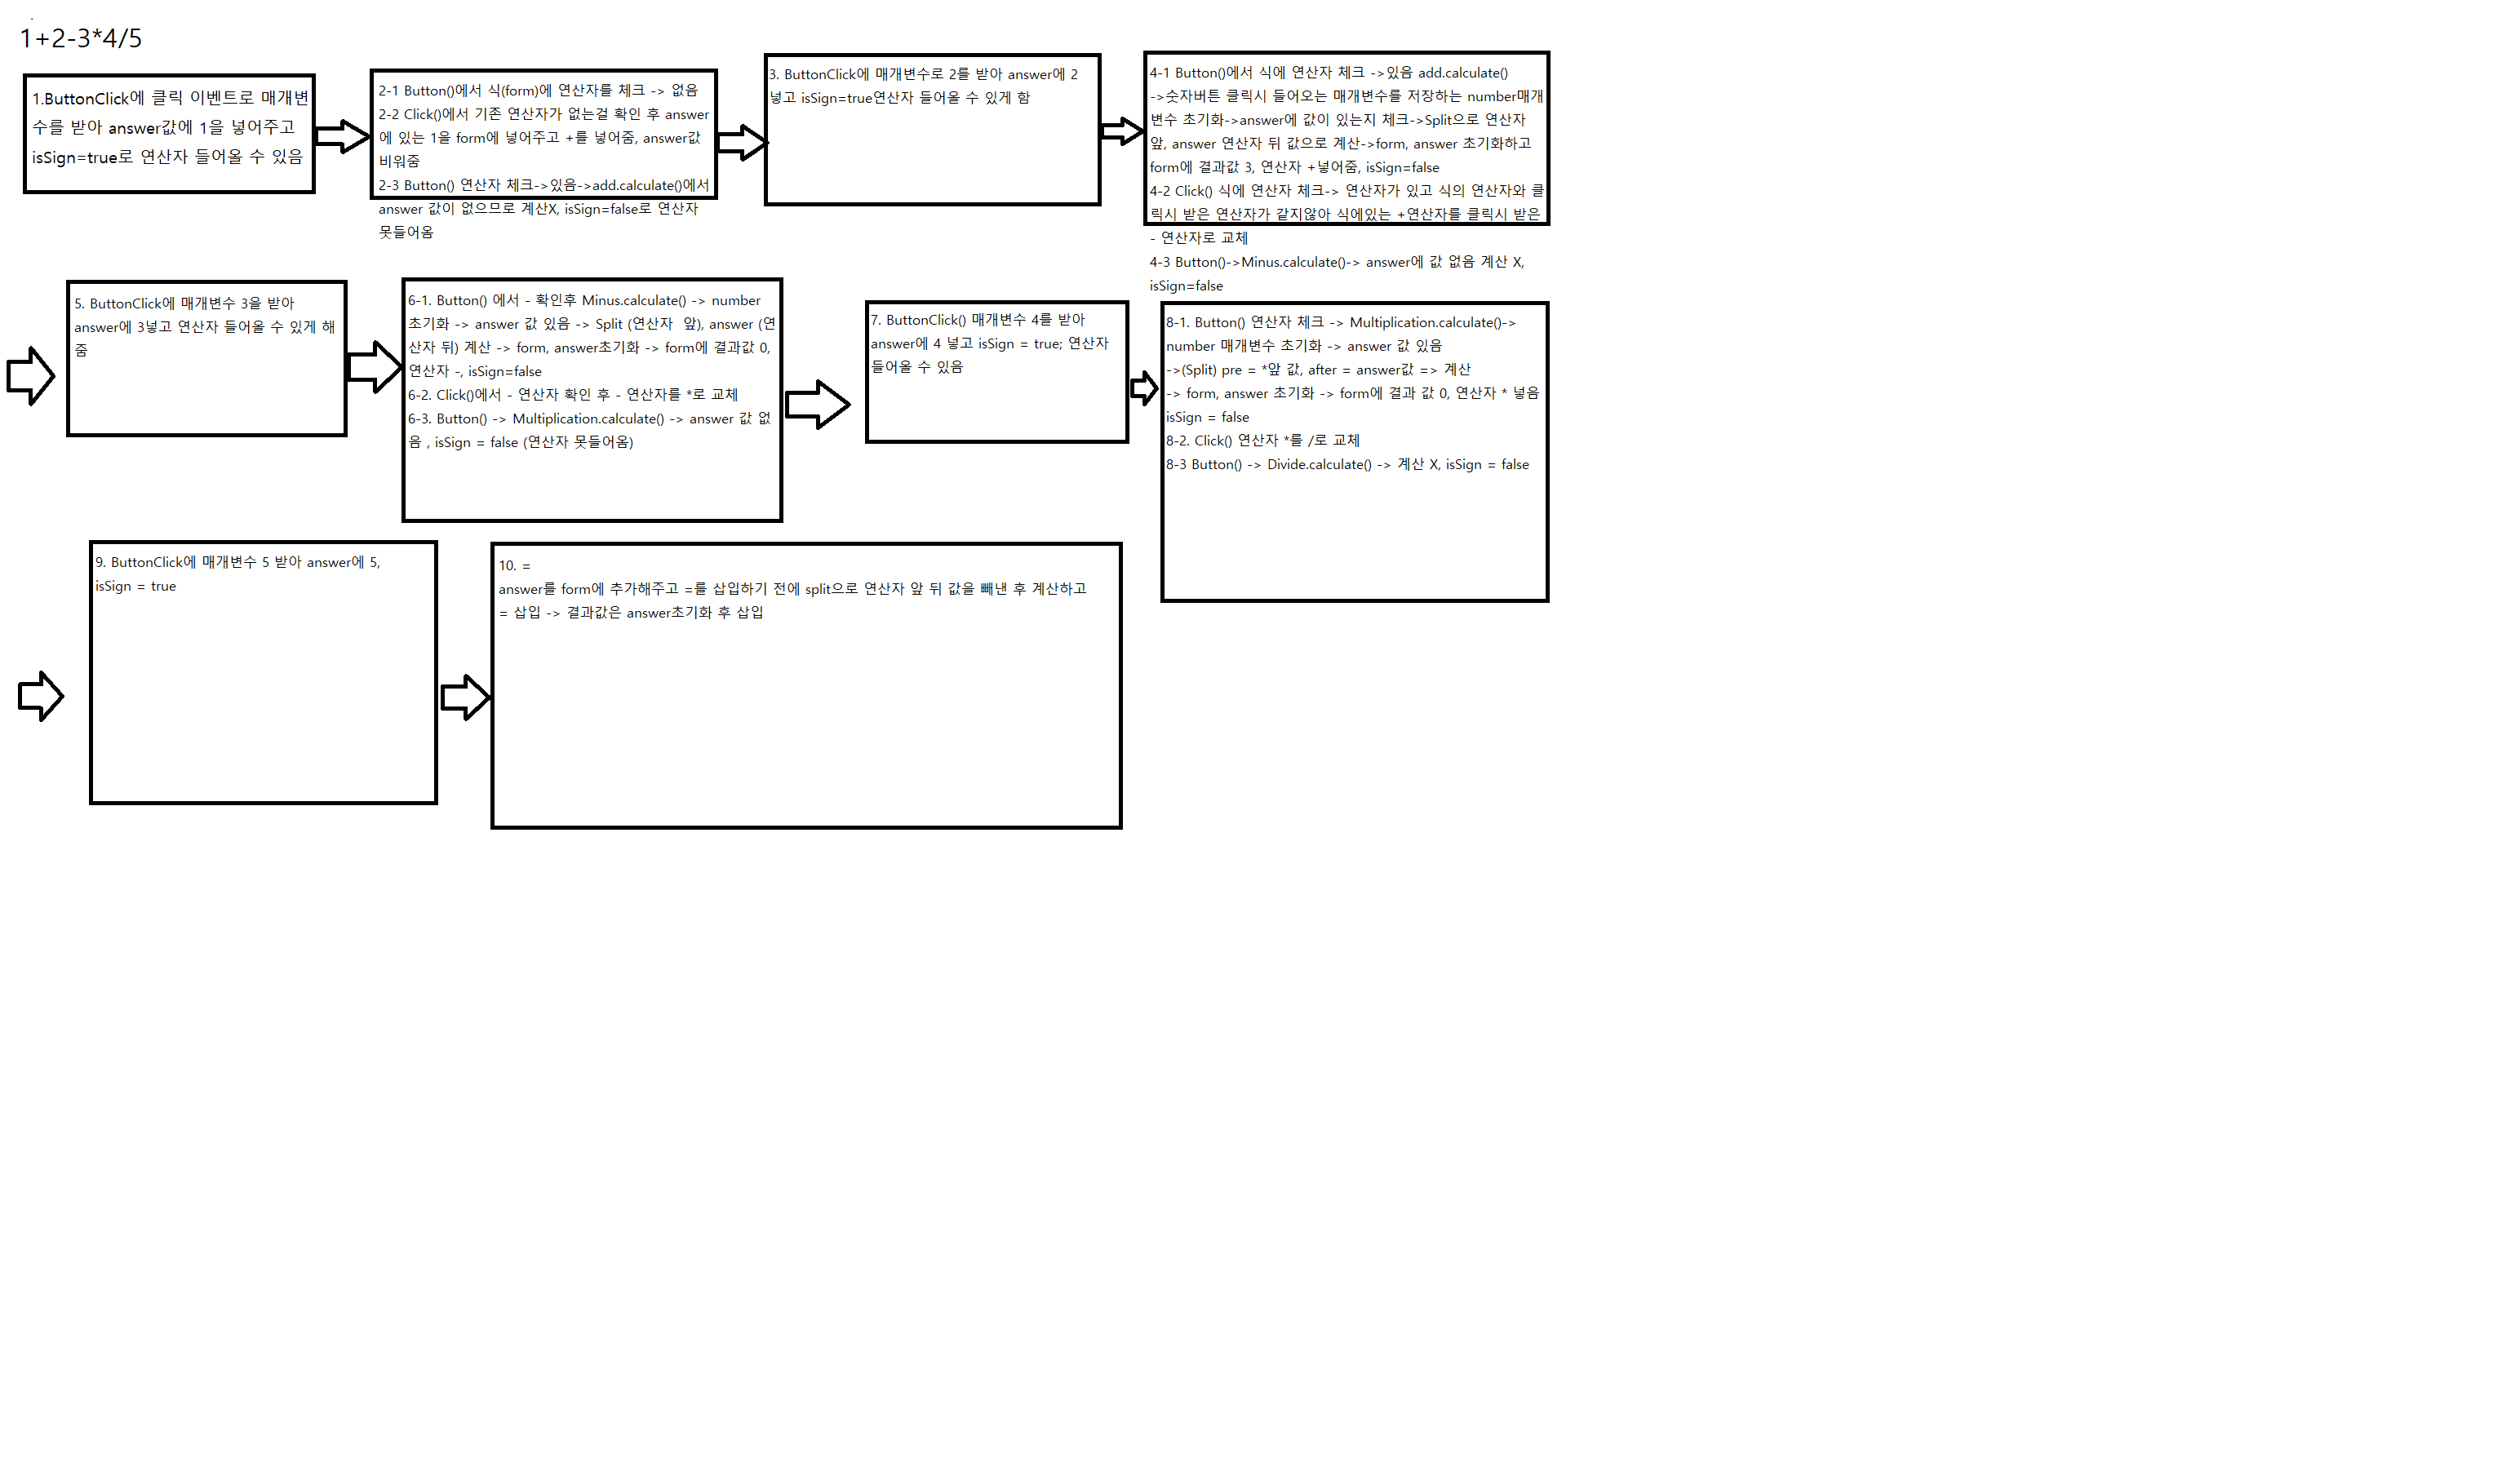 1+2-3*4/5
1.ButtonClick에 클릭 이벤트로 매개변
수를 받아 answer값에 1을 넣어주고
isSign=true로 연산자 들어올 수 있음
2-1 Button()에서 식(form)에 연산자를 체크 -> 없음
2-2 Click()에서 기존 연산자가 없는걸 확인 후 answer
에 있는 1을 form에 넣어주고 +를 넣어줌, answer값
비워줌
2-3 Button() 연산자 체크->있음->add.calculate()에서
answer 값이 없으므로 계산X, isSign=false로 연산자
못들어옴
3. ButtonClick에 매개변수로 2를 받아 answer에 2
넣고 isSign=true연산자 들어올 수 있게 함
4-1 Button()에서 식에 연산자 체크 ->있음 add.calculate()
->숫자버튼 클릭시 들어오는 매개변수를 저장하는 number매개
변수 초기화->answer에 값이 있는지 체크->Split으로 연산자
앞, answer 연산자 뒤 값으로 계산->form, answer 초기화하고
form에 결과값 3, 연산자 +넣어줌, isSign=false
4-2 Click() 식에 연산자 체크-> 연산자가 있고 식의 연산자와 클
릭시 받은 연산자가 같지않아 식에있는 +연산자를 클릭시 받은
- 연산자로 교체
4-3 Button()->Minus.calculate()-> answer에 값 없음 계산 X,
isSign=false
5. ButtonClick에 매개변수 3을 받아
answer에 3넣고 연산자 들어올 수 있게 해
줌
6-1. Button() 에서 - 확인후 Minus.calculate() -> number
초기화 -> answer 값 있음 -> Split (연산자  앞), answer (연
산자 뒤) 계산 -> form, answer초기화 -> form에 결과값 0,
연산자 -, isSign=false
6-2. Click()에서 - 연산자 확인 후 - 연산자를 *로 교체
6-3. Button() -> Multiplication.calculate() -> answer 값 없
음 , isSign = false (연산자 못들어옴)
7. ButtonClick() 매개변수 4를 받아
answer에 4 넣고 isSign = true; 연산자
들어올 수 있음
8-1. Button() 연산자 체크 -> Multiplication.calculate()->
number 매개변수 초기화 -> answer 값 있음
->(Split) pre = *앞 값, after = answer값 => 계산
-> form, answer 초기화 -> form에 결과 값 0, 연산자 * 넣음
isSign = false
8-2. Click() 연산자 *를 /로 교체
8-3 Button() -> Divide.calculate() -> 계산 X, isSign = false
9. ButtonClick에 매개변수 5 받아 answer에 5,
isSign = true
10. =
answer를 form에 추가해주고 =를 삽입하기 전에 split으로 연산자 앞 뒤 값을 빼낸 후 계산하고
= 삽입 -> 결과값은 answer초기화 후 삽입